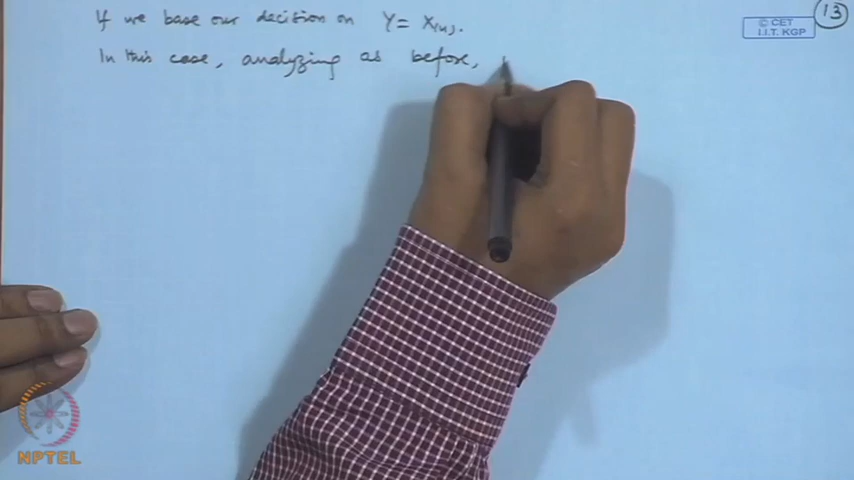 If we base our decision on Y = X(n).
In this case, analyzing as before,
13
© CET
I.I.T. KGP
NPTEL